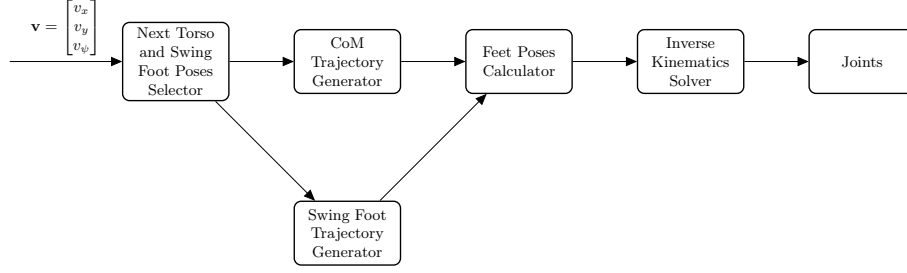 v = [v_x
v_y
v_ψ]
Next Torso
and Swing
Foot Poses
Selector
CoM
Trajectory
Generator
Feet Poses
Calculator
Inverse
Kinematics
Solver
Joints
Swing Foot
Trajectory
Generator